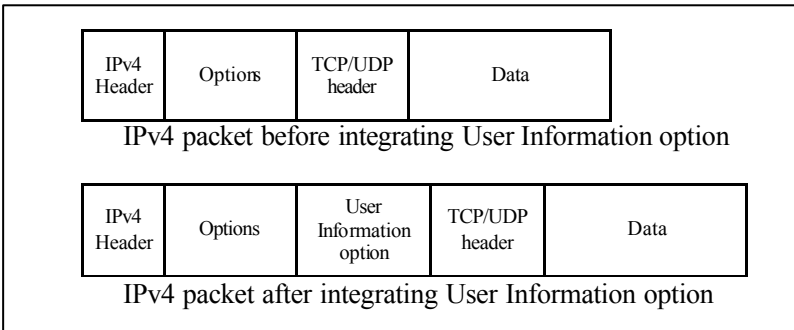 IPv4
Header
Options
TCP/UDP
header
Data
IPv4 packet before integrating User Information option
IPv4
Header
Options
User
Information
option
TCP/UDP
header
Data
IPv4 packet after integrating User Information option